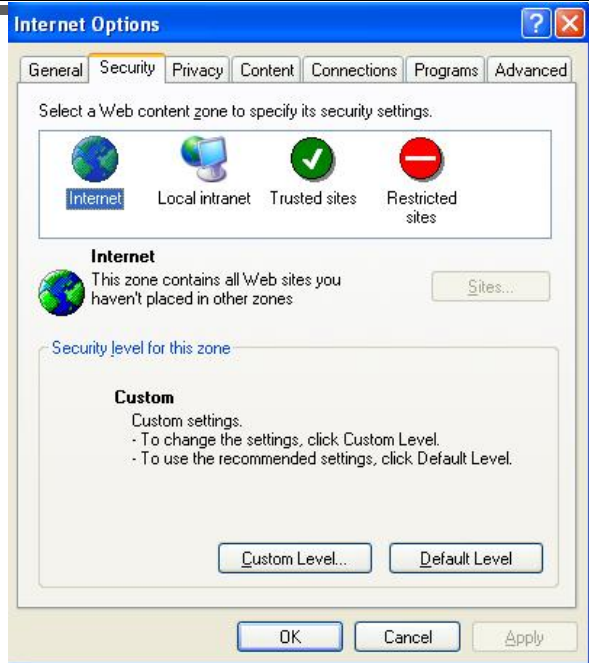 Internet Options
General Security Privacy Content Connections Programs Advanced
Select a Web content zone to specify its security settings.
Internet Local intranet Trusted sites Restricted
sites
Internet
This zone contains all Web sites you
haven't placed in other zones
Sites...
Security level for this zone
Custom
Custom settings.
- To change the settings, click Custom Level.
- To use the recommended settings, click Default Level.
Custom Level... Default Level
OK Cancel Apply